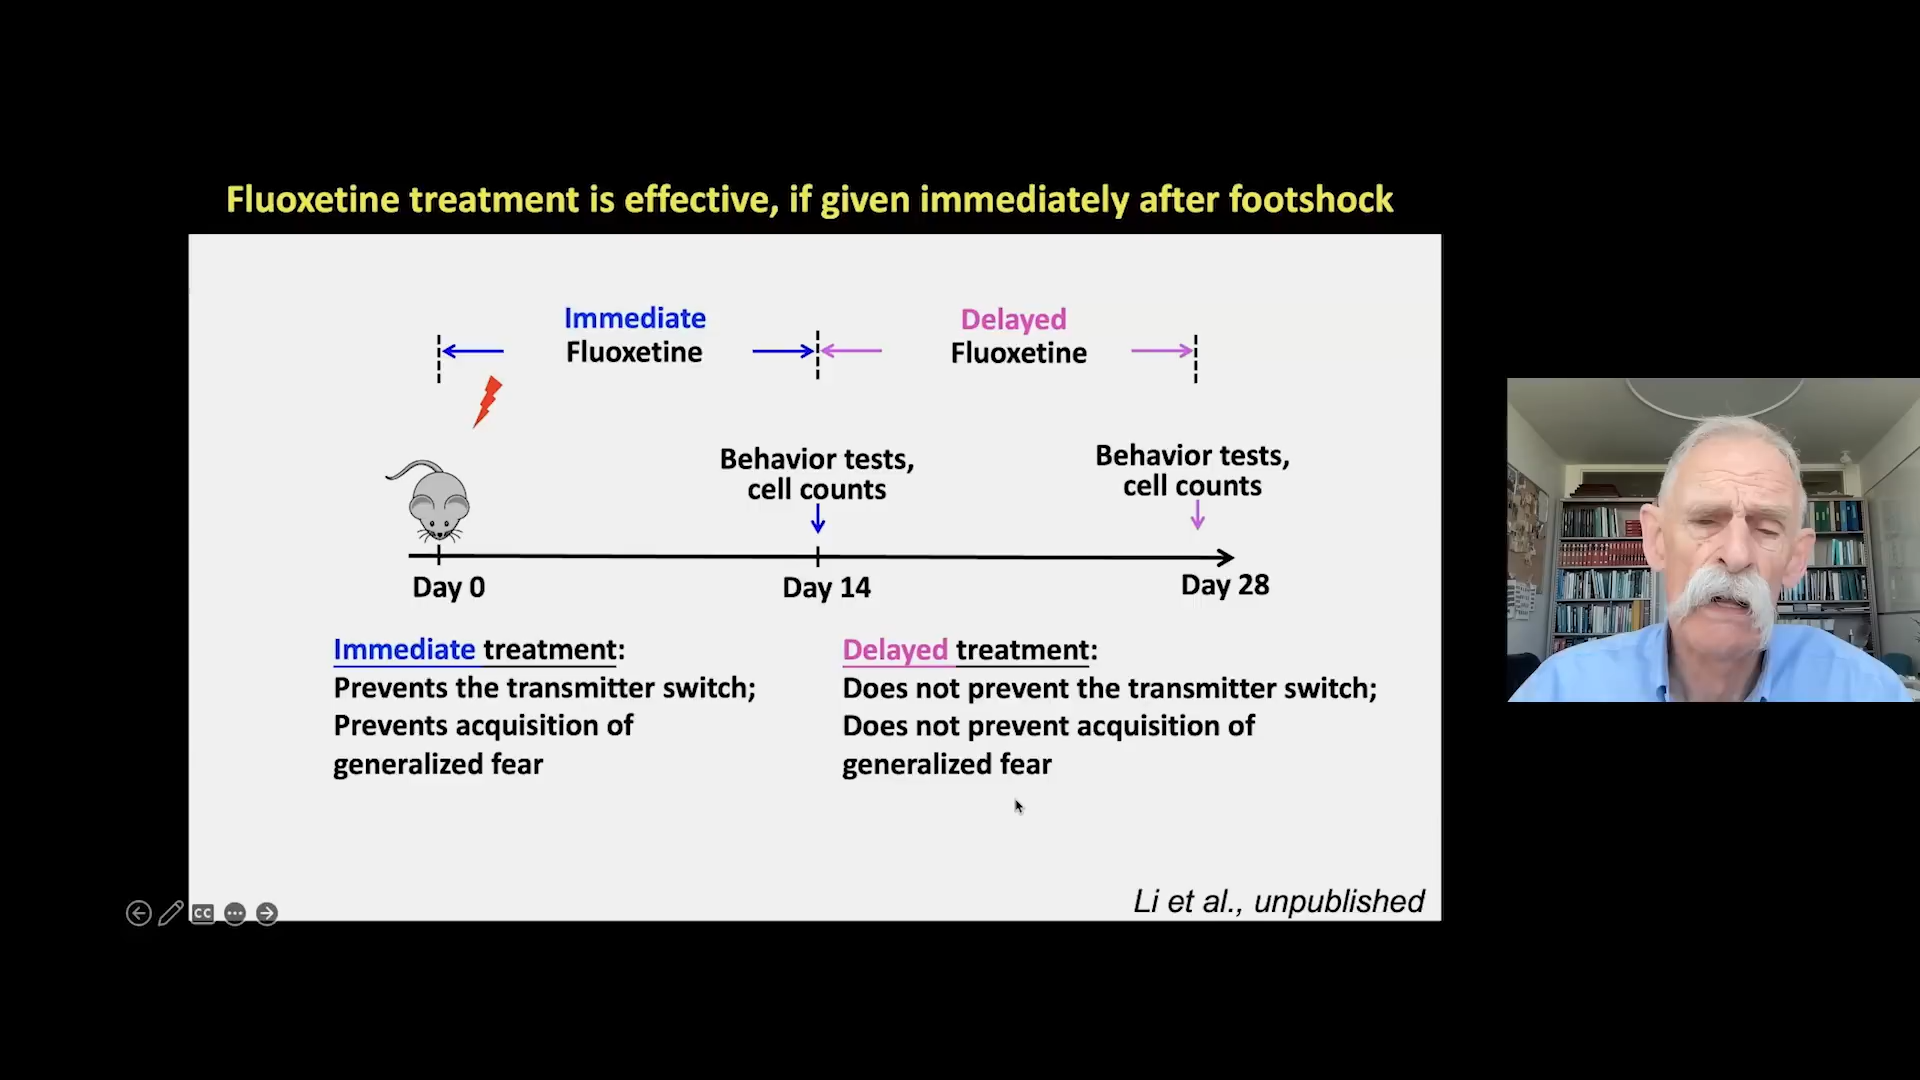 Fluoxetine treatment is effective, if given immediately after footshock
Immediate
Fluoxetine
Delayed
Fluoxetine
Behavior tests,
cell counts
Behavior tests,
cell counts
Day 0
Day 14
Day 28
Immediate treatment:
Prevents the transmitter switch;
Prevents acquisition of
generalized fear
Delayed treatment:
Does not prevent the transmitter switch;
Does not prevent acquisition of
generalized fear
Li et al., unpublished
CC